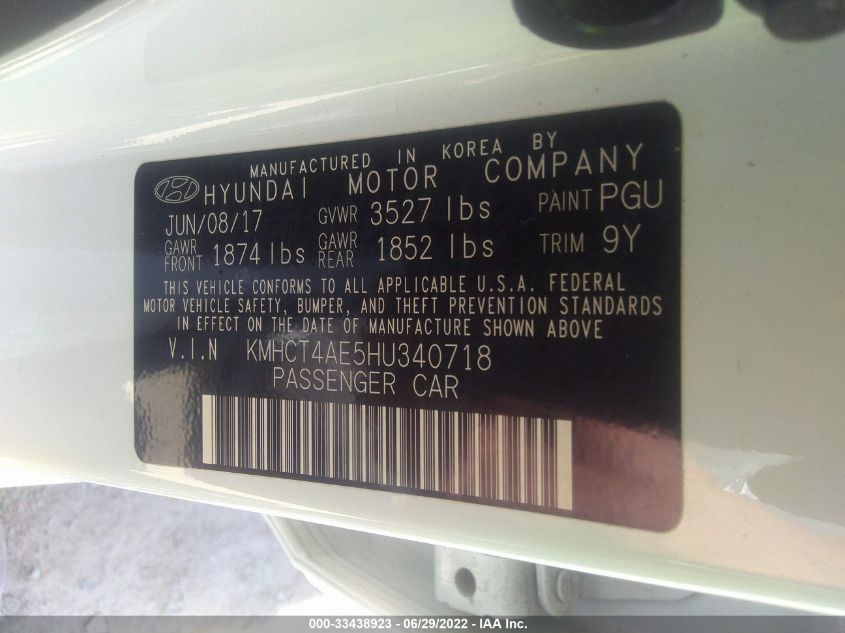 MANUFACTURED IN KOREA BY
HYUNDAI MOTOR COMPANY
JUN/08/17 GVWR 3527 lbs PAINT PGU
GAWR FRONT 1874 lbs GAWR REAR 1852 lbs TRIM 9Y
THIS VEHICLE CONFORMS TO ALL APPLICABLE U.S.A. FEDERAL
MOTOR VEHICLE SAFETY, BUMPER, AND THEFT PREVENTION STANDARDS
IN EFFECT ON THE DATE OF MANUFACTURE SHOWN ABOVE
V.I.N KMHCT4AE5HU340718
PASSENGER CAR
000-33438923 - 06/29/2022 - IAA Inc.